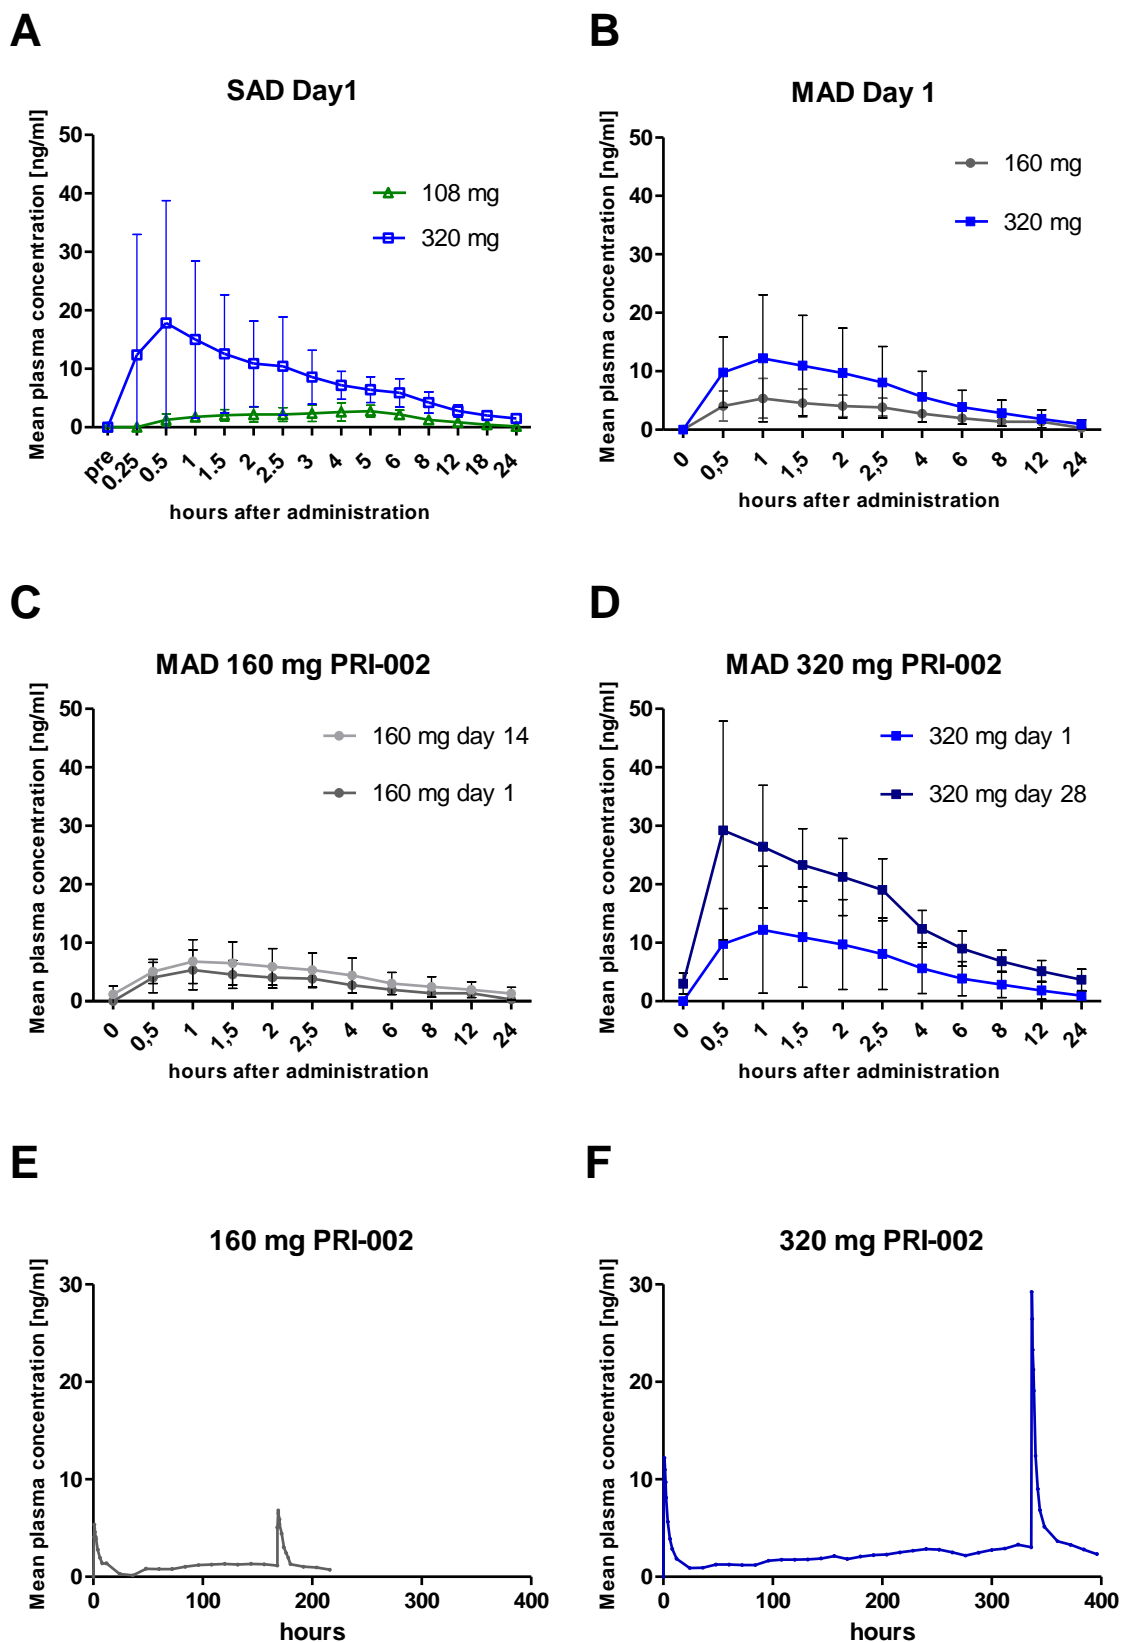 A
SAD Day1
Mean plasma concentration [ng/ml]
50
40
30
20
10
0
108 mg
320 mg
pre 0.25 0.5 1 1.5 2 2.5 3 4 5 6 8 12 18 24
hours after administration
B
MAD Day 1
Mean plasma concentration [ng/ml]
50
40
30
20
10
0
160 mg
320 mg
0 0,5 1 1,5 2 2,5 4 6 8 12 24
hours after administration
C
MAD 160 mg PRI-002
Mean plasma concentration [ng/ml]
50
40
30
20
10
0
160 mg day 14
160 mg day 1
0 0,5 1 1,5 2 2,5 4 6 8 12 24
hours after administration
D
MAD 320 mg PRI-002
Mean plasma concentration [ng/ml]
50
40
30
20
10
0
320 mg day 1
320 mg day 28
0 0,5 1 1,5 2 2,5 4 6 8 12 24
hours after administration
E
160 mg PRI-002
Mean plasma concentration [ng/ml]
30
20
10
0
0 100 200 300 400
hours
F
320 mg PRI-002
Mean plasma concentration [ng/ml]
30
20
10
0
0 100 200 300 400
hours